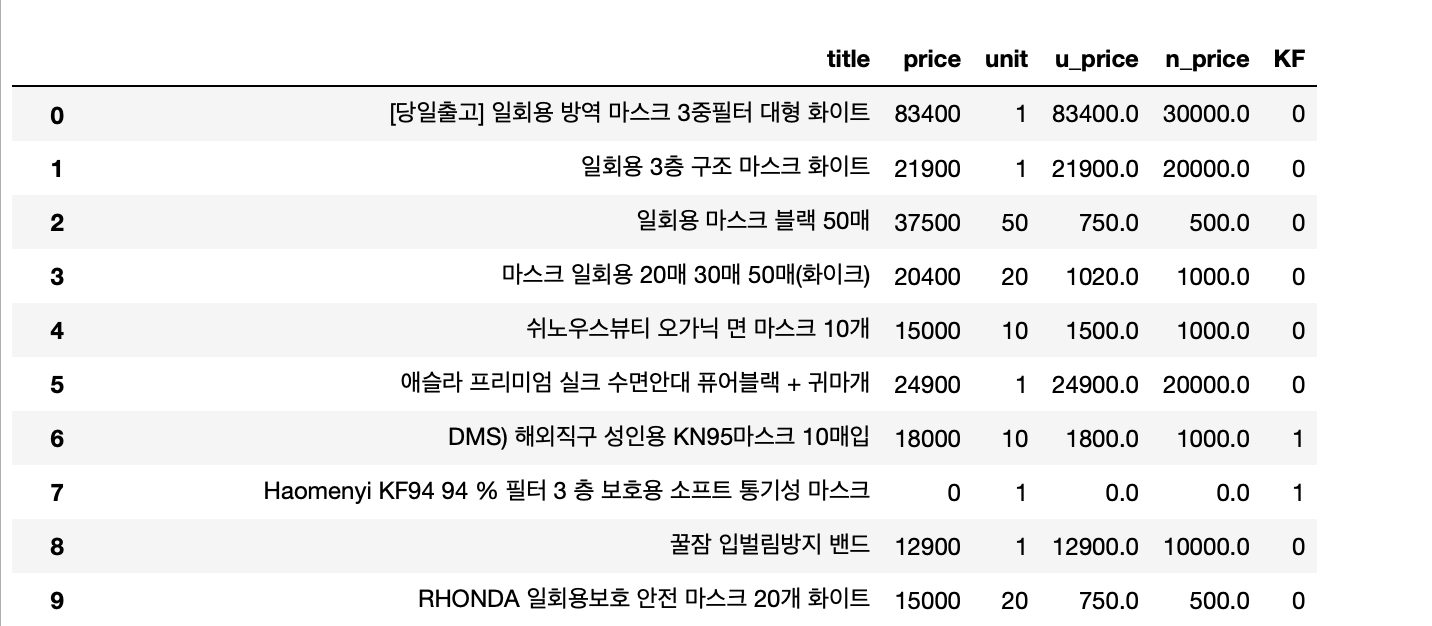 title price unit u_price n_price KF
0 [당일출고] 일회용 방역 마스크 3중필터 대형 화이트 83400 1 83400.0 30000.0 0
1 일회용 3층 구조 마스크 화이트 21900 1 21900.0 20000.0 0
2 일회용 마스크 블랙 50매 37500 50 750.0 500.0 0
3 마스크 일회용 20매 30매 50매(화이크) 20400 20 1020.0 1000.0 0
4 쉬노우스뷰티 오가닉 면 마스크 10개 15000 10 1500.0 1000.0 0
5 애슬라 프리미엄 실크 수면안대 퓨어블랙 + 귀마개 24900 1 24900.0 20000.0 0
6 DMS) 해외직구 성인용 KN95마스크 10매입 18000 10 1800.0 1000.0 1
7 Haomenyi KF94 94 % 필터 3 층 보호용 소프트 통기성 마스크 0 1 0.0 0.0 1
8 꿀잠 입벌림방지 밴드 12900 1 12900.0 10000.0 0
9 RHONDA 일회용보호 안전 마스크 20개 화이트 15000 20 750.0 500.0 0